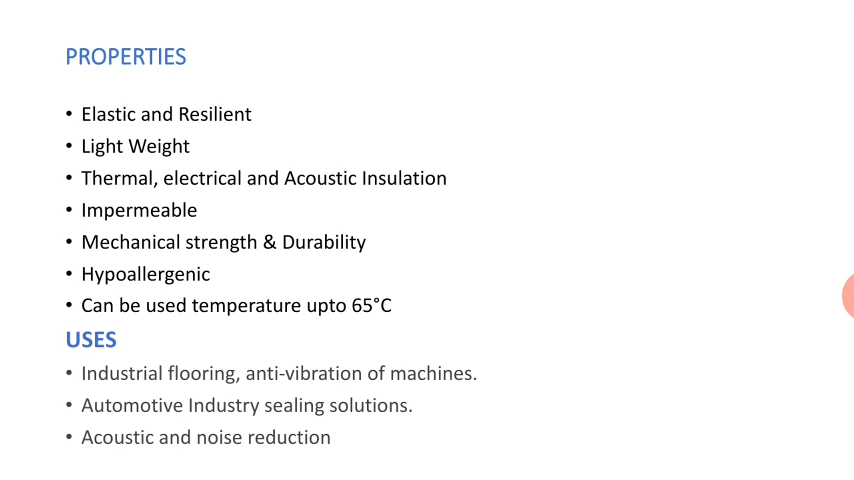 PROPERTIES
• Elastic and Resilient
• Light Weight
• Thermal, electrical and Acoustic Insulation
• Impermeable
• Mechanical strength & Durability
• Hypoallergenic
• Can be used temperature upto 65°C
USES
• Industrial flooring, anti-vibration of machines.
• Automotive Industry sealing solutions.
• Acoustic and noise reduction